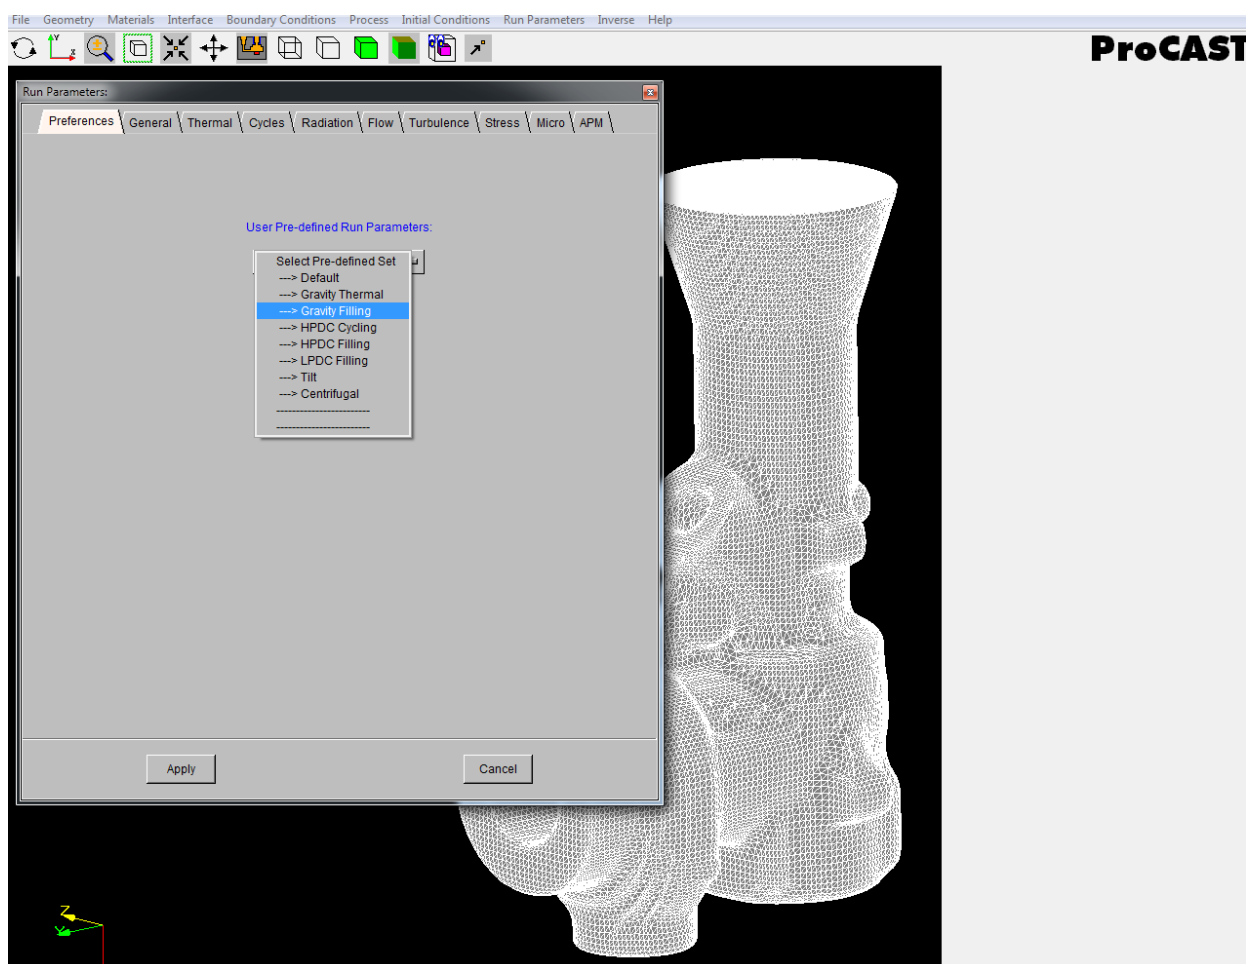 File Geometry Materials Interface Boundary Conditions Process Initial Conditions Run Parameters Inverse Help
Y
z
ProCAST
Run Parameters:
x
Preferences General Thermal Cycles Radiation Flow Turbulence Stress Micro APM
User Pre-defined Run Parameters:
Select Pre-defined Set
---> Default
---> Gravity Thermal
---> Gravity Filling
---> HPDC Cycling
---> HPDC Filling
---> LPDC Filling
---> Tilt
---> Centrifugal
------------------------
------------------------
Apply Cancel
Z
Y